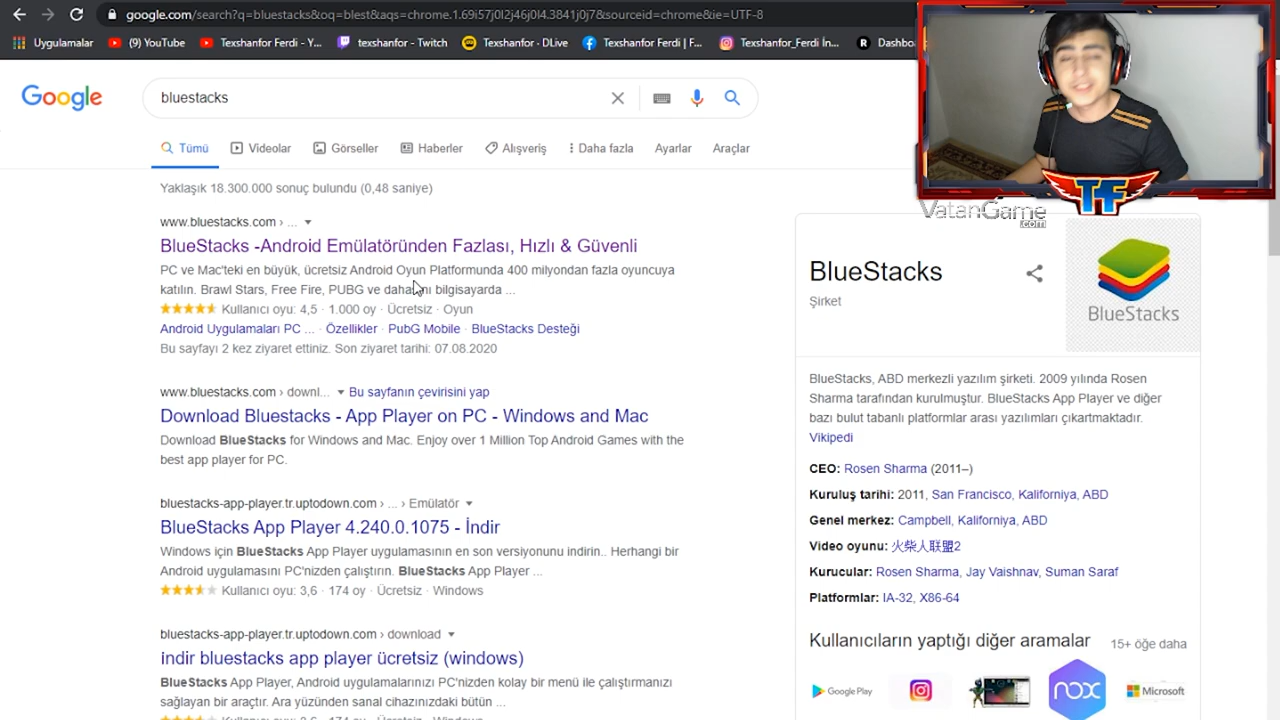 google.com/search?q=bluestacks&oq=blest&aqs=chrome.1.69i57j0l2j46j0l4.3841j0j7&sourceid=chrome&ie=UTF-8
Uygulamalar (9) YouTube Texshanfor Ferdi - Y... texshanfor - Twitch Texshanfor - DLive Texshanfor Ferdi | F... Texshanfor_Ferdi İn... Dashbo
Google bluestacks
Tümü Videolar Görseller Haberler Alışveriş Daha fazla Ayarlar Araçlar
Yaklaşık 18.300.000 sonuç bulundu (0,48 saniye)
www.bluestacks.com › ...
BlueStacks -Android Emülatöründen Fazlası, Hızlı & Güvenli
PC ve Mac'teki en büyük, ücretsiz Android Oyun Platformunda 400 milyondan fazla oyuncuya
katılın. Brawl Stars, Free Fire, PUBG ve dahasını bilgisayarda ...
Kullanıcı oyu: 4,5 · 1.000 oy · Ücretsiz · Oyun
Android Uygulamaları PC ... · Özellikler · PubG Mobile · BlueStacks Desteği
Bu sayfayı 2 kez ziyaret ettiniz. Son ziyaret tarihi: 07.08.2020
www.bluestacks.com › downl... Bu sayfanın çevirisini yap
Download Bluestacks - App Player on PC - Windows and Mac
Download BlueStacks for Windows and Mac. Enjoy over 1 Million Top Android Games with the
best app player for PC.
bluestacks-app-player.tr.uptodown.com › ... › Emülatör
BlueStacks App Player 4.240.0.1075 - İndir
Windows için BlueStacks App Player uygulamasının en son versiyonunu indirin.. Herhangi bir
Android uygulamasını PC'nizden çalıştırın. BlueStacks App Player ...
Kullanıcı oyu: 3,6 · 174 oy · Ücretsiz · Windows
bluestacks-app-player.tr.uptodown.com › download
indir bluestacks app player ücretsiz (windows)
BlueStacks App Player, Android uygulamalarınızı PC'nizden kolay bir menü ile çalıştırmanızı
sağlayan bir araçtır. Ara yüzünden sanal cihazınızdaki bütün ...
TF
VatanGame
.com
BlueStacks
Şirket
BlueStacks
BlueStacks, ABD merkezli yazılım şirketi. 2009 yılında Rosen
Sharma tarafından kurulmuştur. BlueStacks App Player ve diğer
bazı bulut tabanlı platformlar arası yazılımları çıkartmaktadır.
Vikipedi
CEO: Rosen Sharma (2011–)
Kuruluş tarihi: 2011, San Francisco, Kaliforniya, ABD
Genel merkez: Campbell, Kaliforniya, ABD
Video oyunu: 火柴人联盟2
Kurucular: Rosen Sharma, Jay Vaishnav, Suman Saraf
Platformlar: IA-32, X86-64
Kullanıcıların yaptığı diğer aramalar 15+ öğe daha
Google Play nox Microsoft